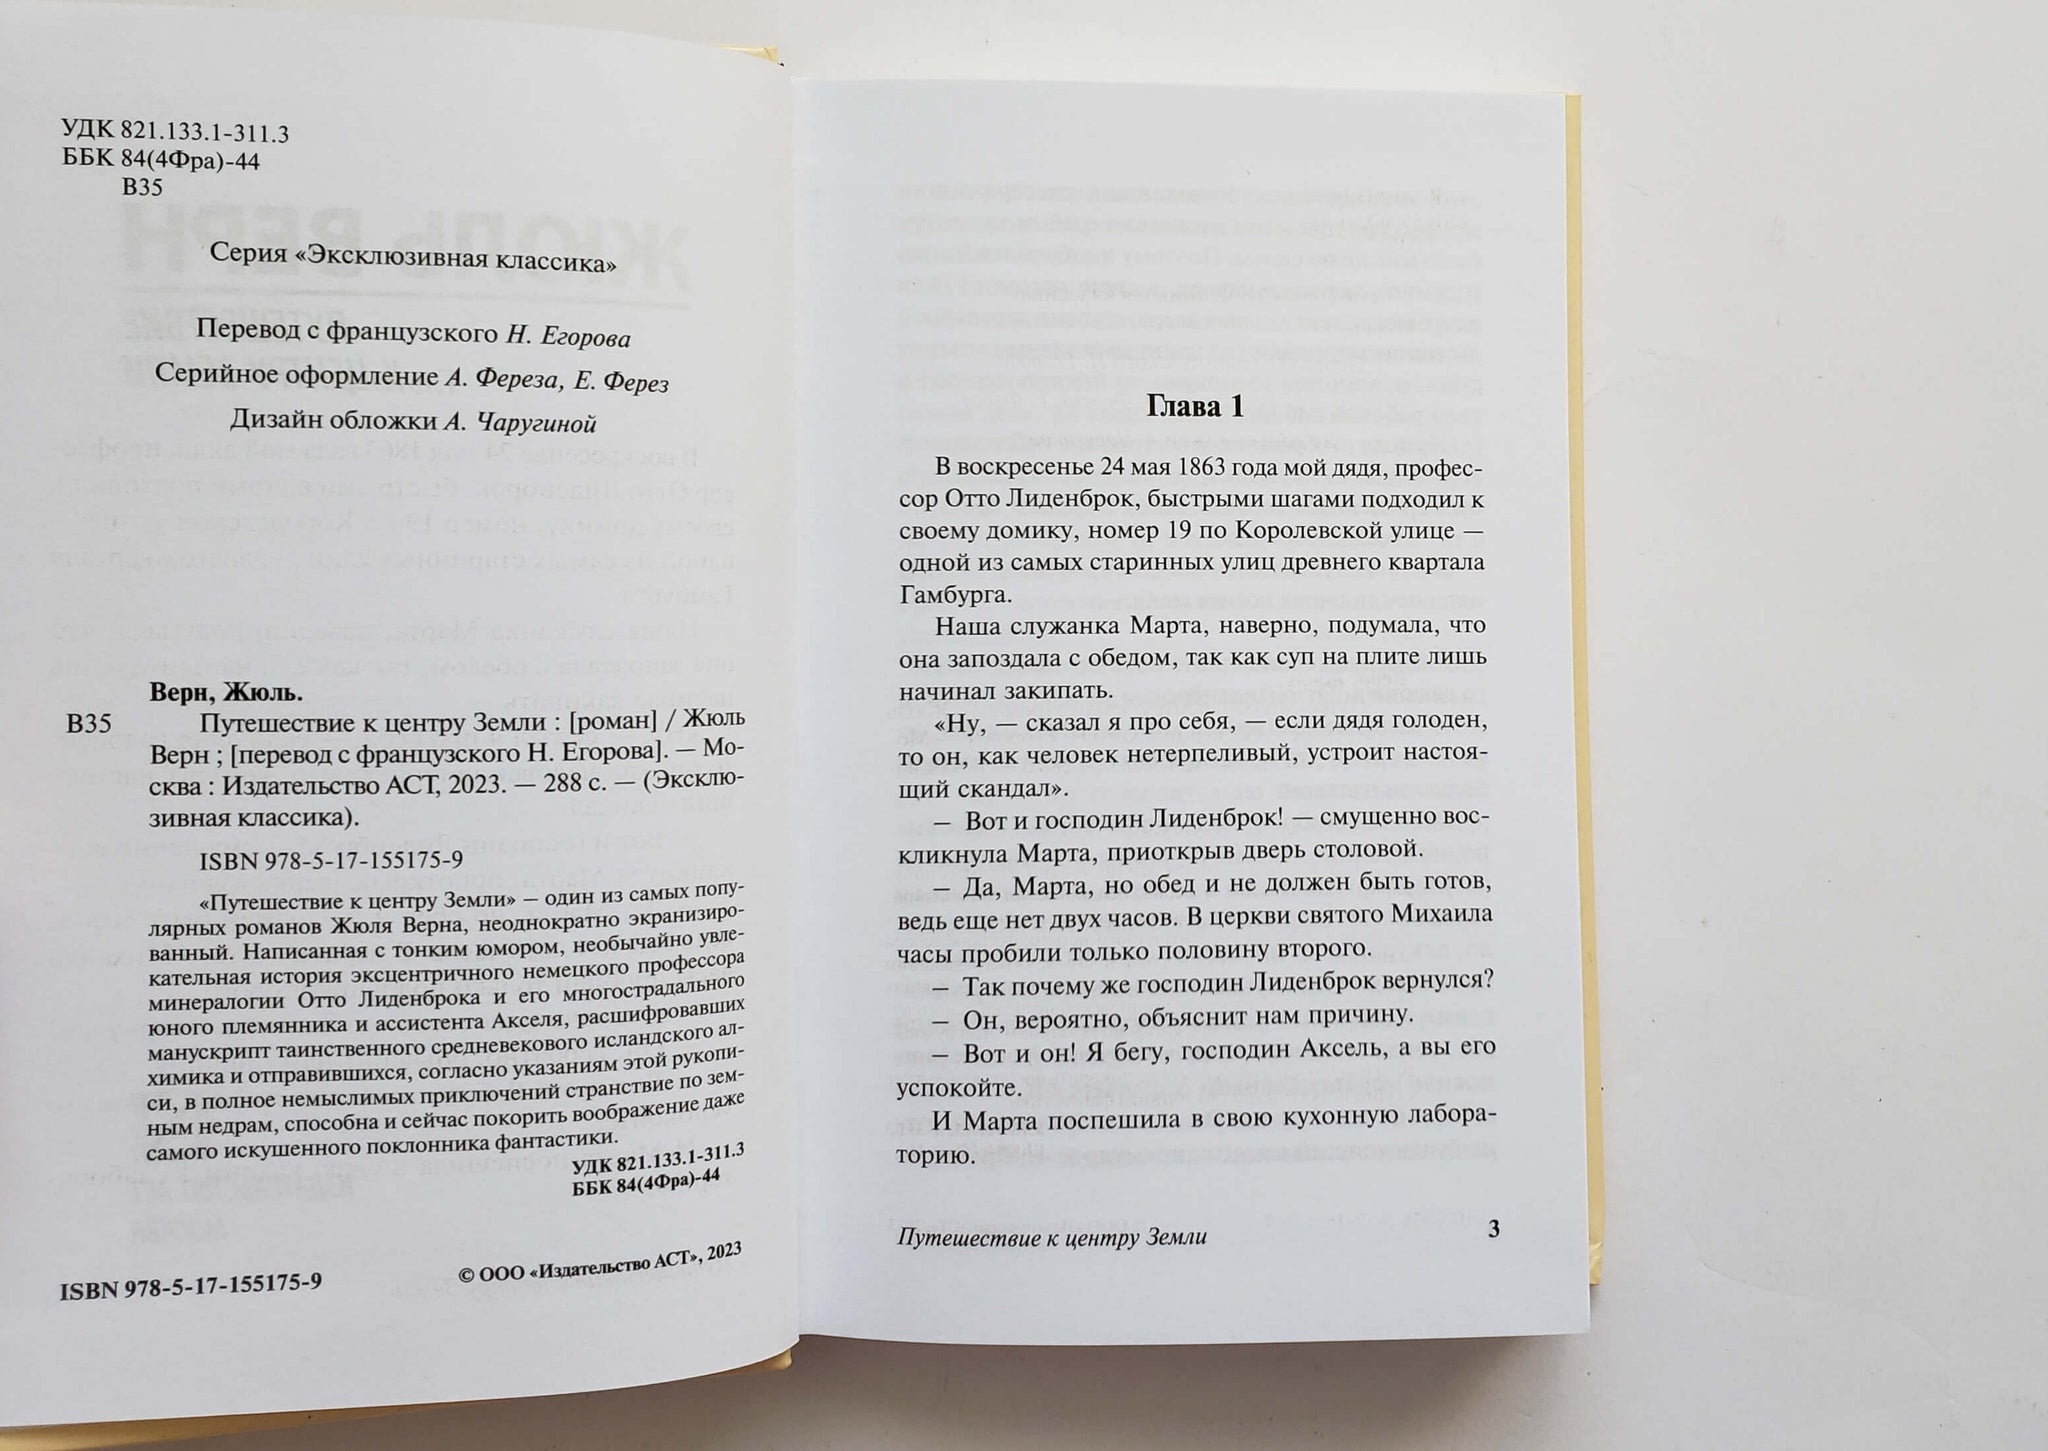 УДК 821.133.1-311.3
ББК 84(4Фра)-44
В35
Серия «Эксклюзивная классика»
Перевод с французского Н. Егорова
Серийное оформление А. Фереза, Е. Ферез
Дизайн обложки А. Чаругиной
Верн, Жюль.
В35 Путешествие к центру Земли : [роман] / Жюль
Верн ; [перевод с французского Н. Егорова]. — Мо-
сква : Издательство АСТ, 2023. — 288 с. — (Эксклю-
зивная классика).
ISBN 978-5-17-155175-9
«Путешествие к центру Земли» – один из самых попу-
лярных романов Жюля Верна, неоднократно экранизиро-
ванный. Написанная с тонким юмором, необычайно увле-
кательная история эксцентричного немецкого профессора
минералогии Отто Лиденброка и его многострадального
юного племянника и ассистента Акселя, расшифровавших
манускрипт таинственного средневекового исландского ал-
химика и отправившихся, согласно указаниям этой рукопи-
си, в полное немыслимых приключений странствие по зем-
ным недрам, способна и сейчас покорить воображение даже
самого искушенного поклонника фантастики.
УДК 821.133.1-311.3
ББК 84(4Фра)-44
ISBN 978-5-17-155175-9
© ООО «Издательство АСТ», 2023
Глава 1
В воскресенье 24 мая 1863 года мой дядя, профес-
сор Отто Лиденброк, быстрыми шагами подходил к
своему домику, номер 19 по Королевской улице —
одной из самых старинных улиц древнего квартала
Гамбурга.
Наша служанка Марта, наверно, подумала, что
она запоздала с обедом, так как суп на плите лишь
начинал закипать.
«Ну, — сказал я про себя, — если дядя голоден,
то он, как человек нетерпеливый, устроит настоя-
щий скандал».
— Вот и господин Лиденброк! — смущенно вос-
кликнула Марта, приоткрыв дверь столовой.
— Да, Марта, но обед и не должен быть готов,
ведь еще нет двух часов. В церкви святого Михаила
часы пробили только половину второго.
— Так почему же господин Лиденброк вернулся?
— Он, вероятно, объяснит нам причину.
— Вот и он! Я бегу, господин Аксель, а вы его
успокойте.
И Марта поспешила в свою кухонную лабора-
торию.
Путешествие к центру Земли 3